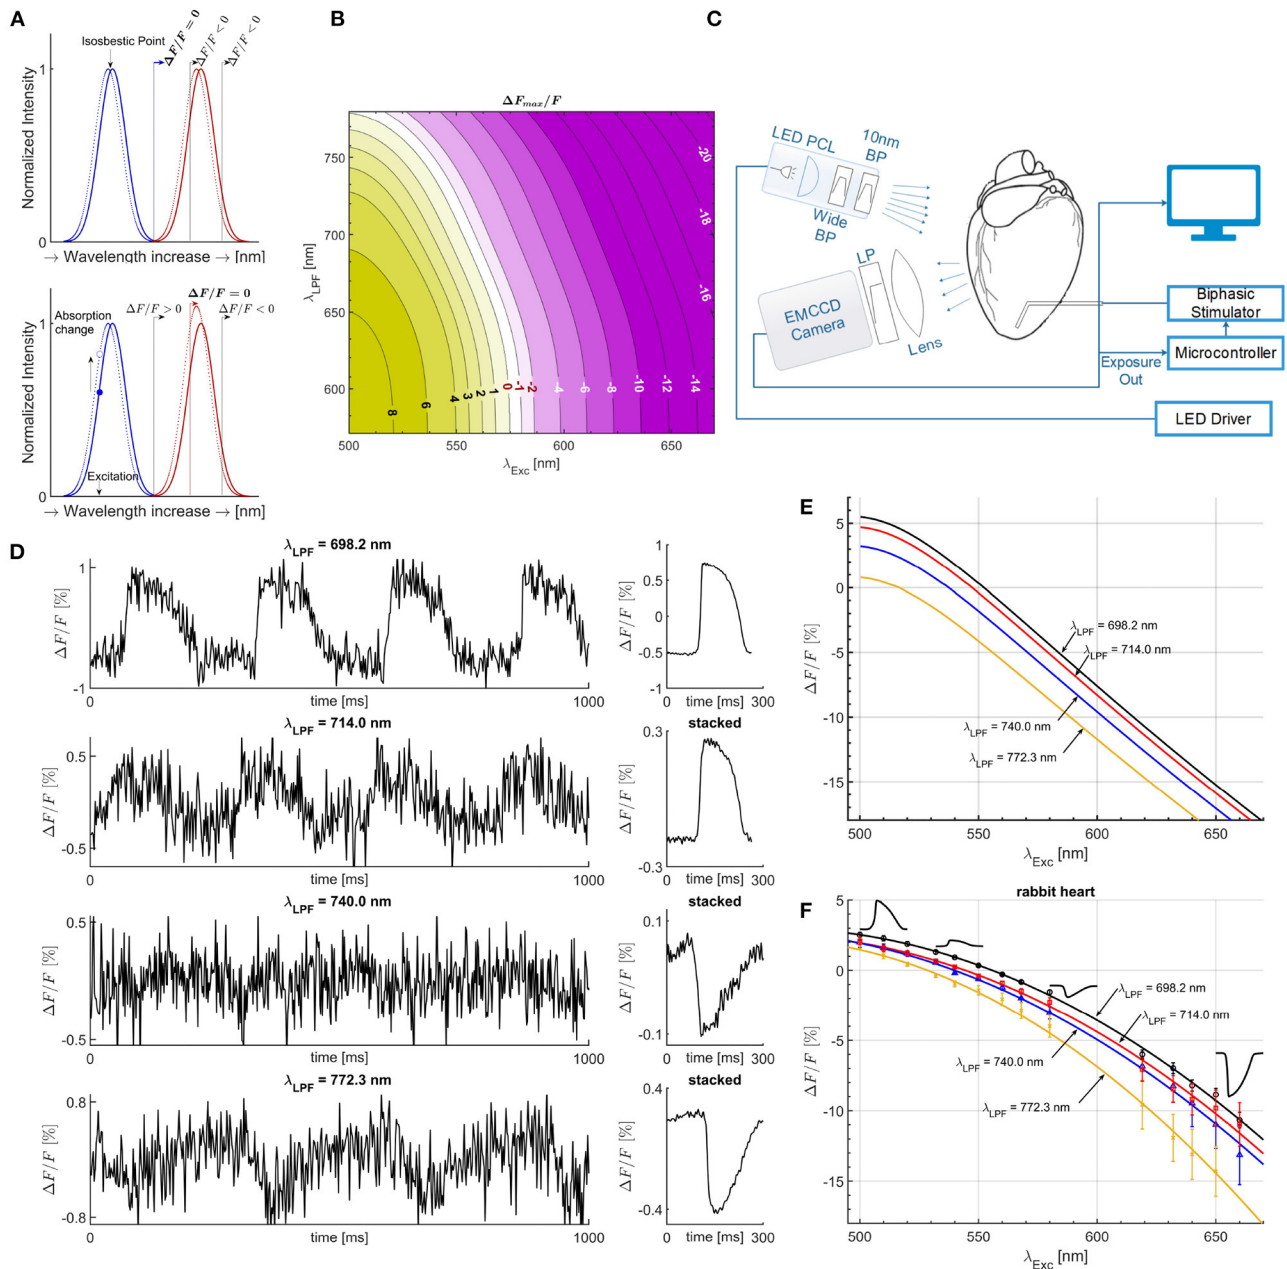 A
Isosbestic Point
ΔF/F = 0
ΔF/F < 0
ΔF/F < 0
Normalized Intensity
1
0
→ Wavelength increase → [nm]
Absorption
change
ΔF/F > 0
ΔF/F = 0
ΔF/F < 0
Normalized Intensity
1
0
Excitation
→ Wavelength increase → [nm]
B
ΔFmax/F
λLPF [nm]
750
700
650
600
500
550
600
650
λExc [nm]
8
6
4
3
2
1
0
-1
-2
-4
-6
-8
-10
-12
-14
-16
-18
-20
C
LED PCL
10nm
BP
Wide
BP
LP
EMCCD
Camera
Lens
Biphasic
Stimulator
Microcontroller
Exposure
Out
LED Driver
D
λLPF = 698.2 nm
ΔF/F [%]
1
-1
0
time [ms]
1000
ΔF/F [%]
1
0.5
0
-0.5
-1
0
time [ms]
300
λLPF = 714.0 nm
ΔF/F [%]
0.5
-0.5
0
time [ms]
1000
stacked
ΔF/F [%]
0.3
-0.3
0
time [ms]
300
λLPF = 740.0 nm
ΔF/F [%]
0.5
-0.5
0
time [ms]
1000
stacked
ΔF/F [%]
0.1
-0.1
0
time [ms]
300
λLPF = 772.3 nm
ΔF/F [%]
0.8
-0.8
0
time [ms]
1000
stacked
ΔF/F [%]
0.4
-0.4
0
time [ms]
300
E
ΔF/F [%]
5
0
-5
-10
-15
500
550
600
650
λExc [nm]
λLPF = 698.2 nm
λLPF = 714.0 nm
λLPF = 740.0 nm
λLPF = 772.3 nm
F
rabbit heart
ΔF/F [%]
5
0
-5
-10
-15
500
550
600
650
λExc [nm]
λLPF = 698.2 nm
λLPF = 714.0 nm
λLPF = 740.0 nm
λLPF = 772.3 nm